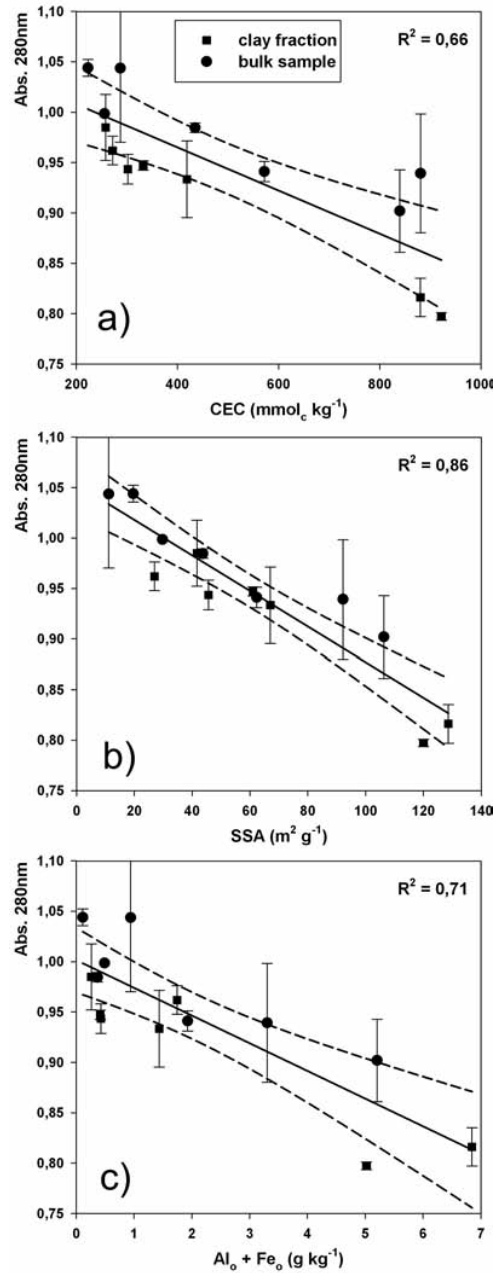 1,10
1,05
1,00
0,95
0,90
0,85
0,80
0,75
Abs. 280nm
clay fraction
bulk sample
R² = 0,66
a)
200 400 600 800 1000
CEC (mmol_c kg⁻¹)
1,10
1,05
1,00
0,95
0,90
0,85
0,80
0,75
Abs. 280nm
R² = 0,86
b)
0 20 40 60 80 100 120 140
SSA (m² g⁻¹)
1,10
1,05
1,00
0,95
0,90
0,85
0,80
0,75
Abs. 280nm
R² = 0,71
c)
0 1 2 3 4 5 6 7
Al_o + Fe_o (g kg⁻¹)